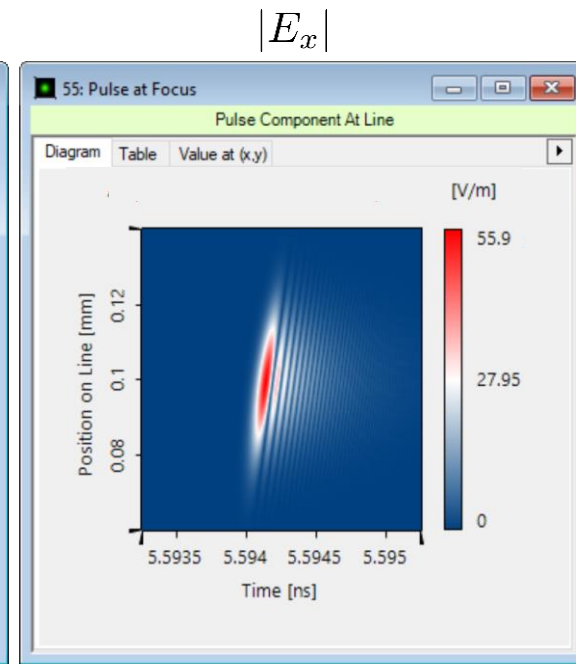 |E_x|
55: Pulse at Focus
Pulse Component At Line
Diagram Table Value at (x,y)
[V/m]
55.9
27.95
0
Position on Line [mm]
0.12
0.1
0.08
5.5935 5.594 5.5945 5.595
Time [ns]